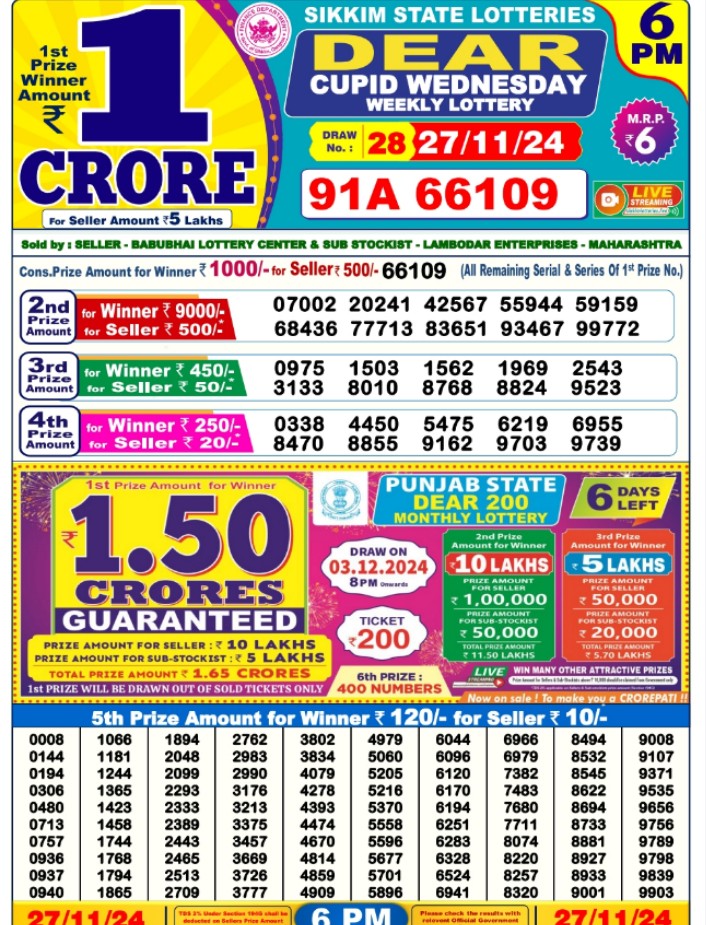 1st
Prize
Winner
Amount
₹
1
CRORE
For Seller Amount ₹5 Lakhs
SIKKIM STATE LOTTERIES
DEAR
CUPID WEDNESDAY
WEEKLY LOTTERY
6
PM
M.R.P.
₹6
DRAW
No. : 28 27/11/24
91A 66109
LIVE
STREAMING
Sold by : SELLER - BABUBHAI LOTTERY CENTER & SUB STOCKIST - LAMBODAR ENTERPRISES - MAHARASHTRA
Cons.Prize Amount for Winner ₹ 1000/- for Seller ₹ 500/- 66109 (All Remaining Serial & Series Of 1st Prize No.)
2nd
Prize
Amount
for Winner ₹ 9000/-
for Seller ₹ 500/-*
07002 20241 42567 55944 59159
68436 77713 83651 93467 99772
3rd
Prize
Amount
for Winner ₹ 450/-
for Seller ₹ 50/-*
0975 1503 1562 1969 2543
3133 8010 8768 8824 9523
4th
Prize
Amount
for Winner ₹ 250/-
for Seller ₹ 20/-*
0338 4450 5475 6219 6955
8470 8855 9162 9703 9739
1st Prize Amount for Winner
₹1.50
CRORES
GUARANTEED
PRIZE AMOUNT FOR SELLER : ₹ 10 LAKHS
PRIZE AMOUNT FOR SUB-STOCKIST : ₹ 5 LAKHS
TOTAL PRIZE AMOUNT ₹ 1.65 CRORES
1st PRIZE WILL BE DRAWN OUT OF SOLD TICKETS ONLY
PUNJAB STATE
DEAR 200
MONTHLY LOTTERY
6 DAYS
LEFT
DRAW ON
03.12.2024
8PM Onwards
TICKET
₹200
6th PRIZE :
400 NUMBERS
2nd Prize
Amount for Winner
₹10 LAKHS
PRIZE AMOUNT
FOR SELLER
₹ 1,00,000
PRIZE AMOUNT
FOR SUB-STOCKIST
₹ 50,000
TOTAL PRIZE AMOUNT
₹ 11.50 LAKHS
3rd Prize
Amount for Winner
₹5 LAKHS
PRIZE AMOUNT
FOR SELLER
₹ 50,000
PRIZE AMOUNT
FOR SUB-STOCKIST
₹ 20,000
TOTAL PRIZE AMOUNT
₹ 5.70 LAKHS
LIVE WIN MANY OTHER ATTRACTIVE PRIZES
Now on sale ! To make you a CROREPATI !!
5th Prize Amount for Winner ₹ 120/- for Seller ₹ 10/-
0008 1066 1894 2762 3802 4979 6044 6966 8494 9008
0144 1181 2048 2983 3834 5060 6096 6979 8532 9107
0194 1244 2099 2990 4079 5205 6120 7382 8545 9371
0306 1365 2293 3176 4278 5216 6170 7483 8622 9535
0480 1423 2333 3213 4393 5370 6194 7680 8694 9656
0713 1458 2389 3375 4474 5558 6251 7711 8733 9756
0757 1744 2443 3457 4670 5596 6283 8074 8881 9789
0936 1768 2465 3669 4814 5677 6328 8220 8927 9798
0937 1794 2513 3726 4859 5701 6524 8257 8933 9839
0940 1865 2709 3777 4909 5896 6941 8320 9001 9903
27/11/24
6 PM
Please check the results with
relevent Official Government
27/11/24